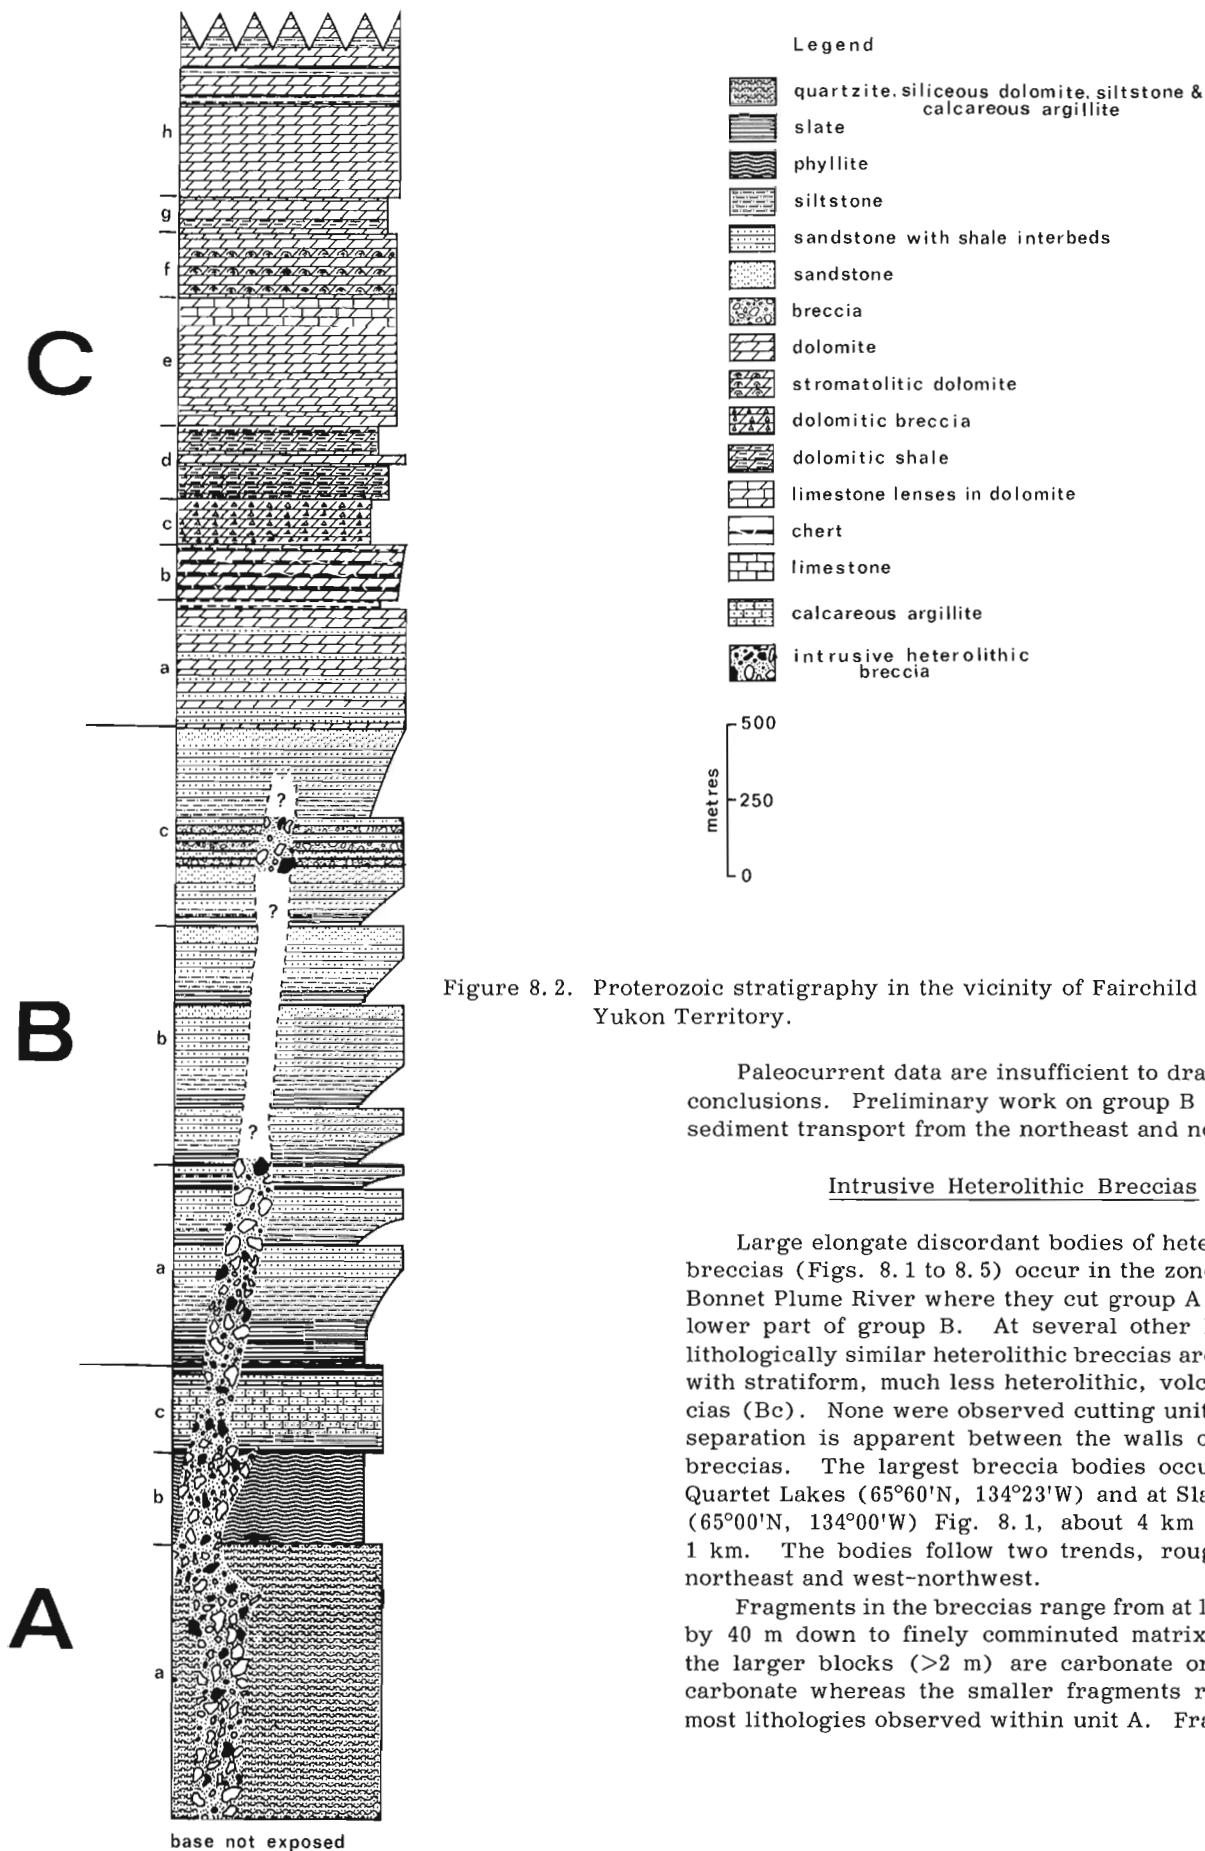 Legend
quartzite, siliceous dolomite, siltstone &
calcareous argillite
slate
phyllite
siltstone
sandstone with shale interbeds
sandstone
breccia
dolomite
stromatolitic dolomite
dolomitic breccia
dolomitic shale
limestone lenses in dolomite
chert
limestone
calcareous argillite
intrusive heterolithic
breccia
500
250
0
metres
C
h
g
f
e
d
c
b
a
B
c
?
?
b
?
a
A
c
b
a
base not exposed
Figure 8.2. Proterozoic stratigraphy in the vicinity of Fairchild
Yukon Territory.
Paleocurrent data are insufficient to dra
conclusions. Preliminary work on group B
sediment transport from the northeast and no
Intrusive Heterolithic Breccias
Large elongate discordant bodies of hete
breccias (Figs. 8.1 to 8.5) occur in the zon
Bonnet Plume River where they cut group A
lower part of group B. At several other
lithologically similar heterolithic breccias are
with stratiform, much less heterolithic, volc
cias (Bc). None were observed cutting unit
separation is apparent between the walls o
breccias. The largest breccia bodies occu
Quartet Lakes (65°60'N, 134°23'W) and at Sla
(65°00'N, 134°00'W) Fig. 8.1, about 4 km
1 km. The bodies follow two trends, roug
northeast and west-northwest.
Fragments in the breccias range from at l
by 40 m down to finely comminuted matrix
the larger blocks (>2 m) are carbonate or
carbonate whereas the smaller fragments r
most lithologies observed within unit A. Fra